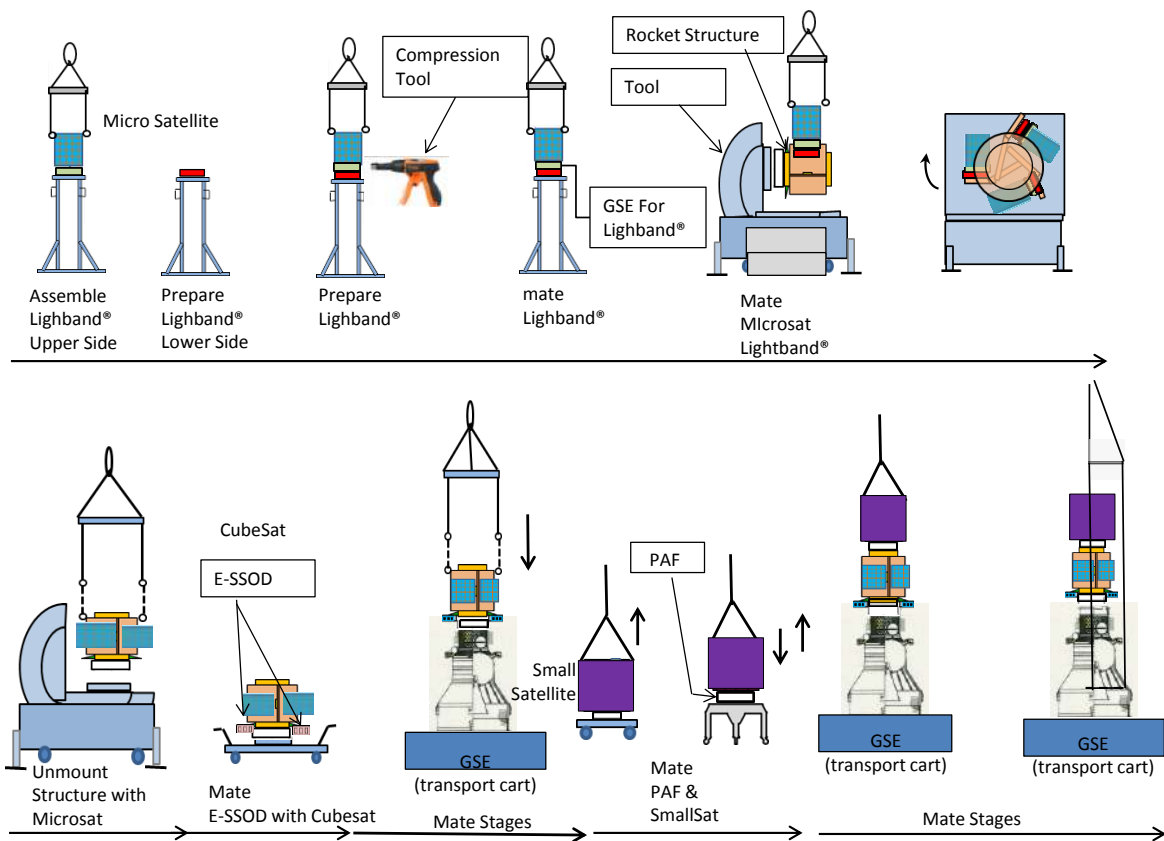 Rocket Structure
Compression
Tool
Tool
Micro Satellite
GSE For
Lighband®
Assemble
Lighband®
Upper Side
Prepare
Lighband®
Lower Side
Prepare
Lighband®
mate
Lighband®
Mate
MIcrosat
Lightband®
CubeSat
E-SSOD
PAF
Small
Satellite
GSE
(transport cart)
GSE
(transport cart)
GSE
(transport cart)
Unmount
Structure with
Microsat
Mate
E-SSOD with Cubesat
Mate Stages
Mate
PAF &
SmallSat
Mate Stages